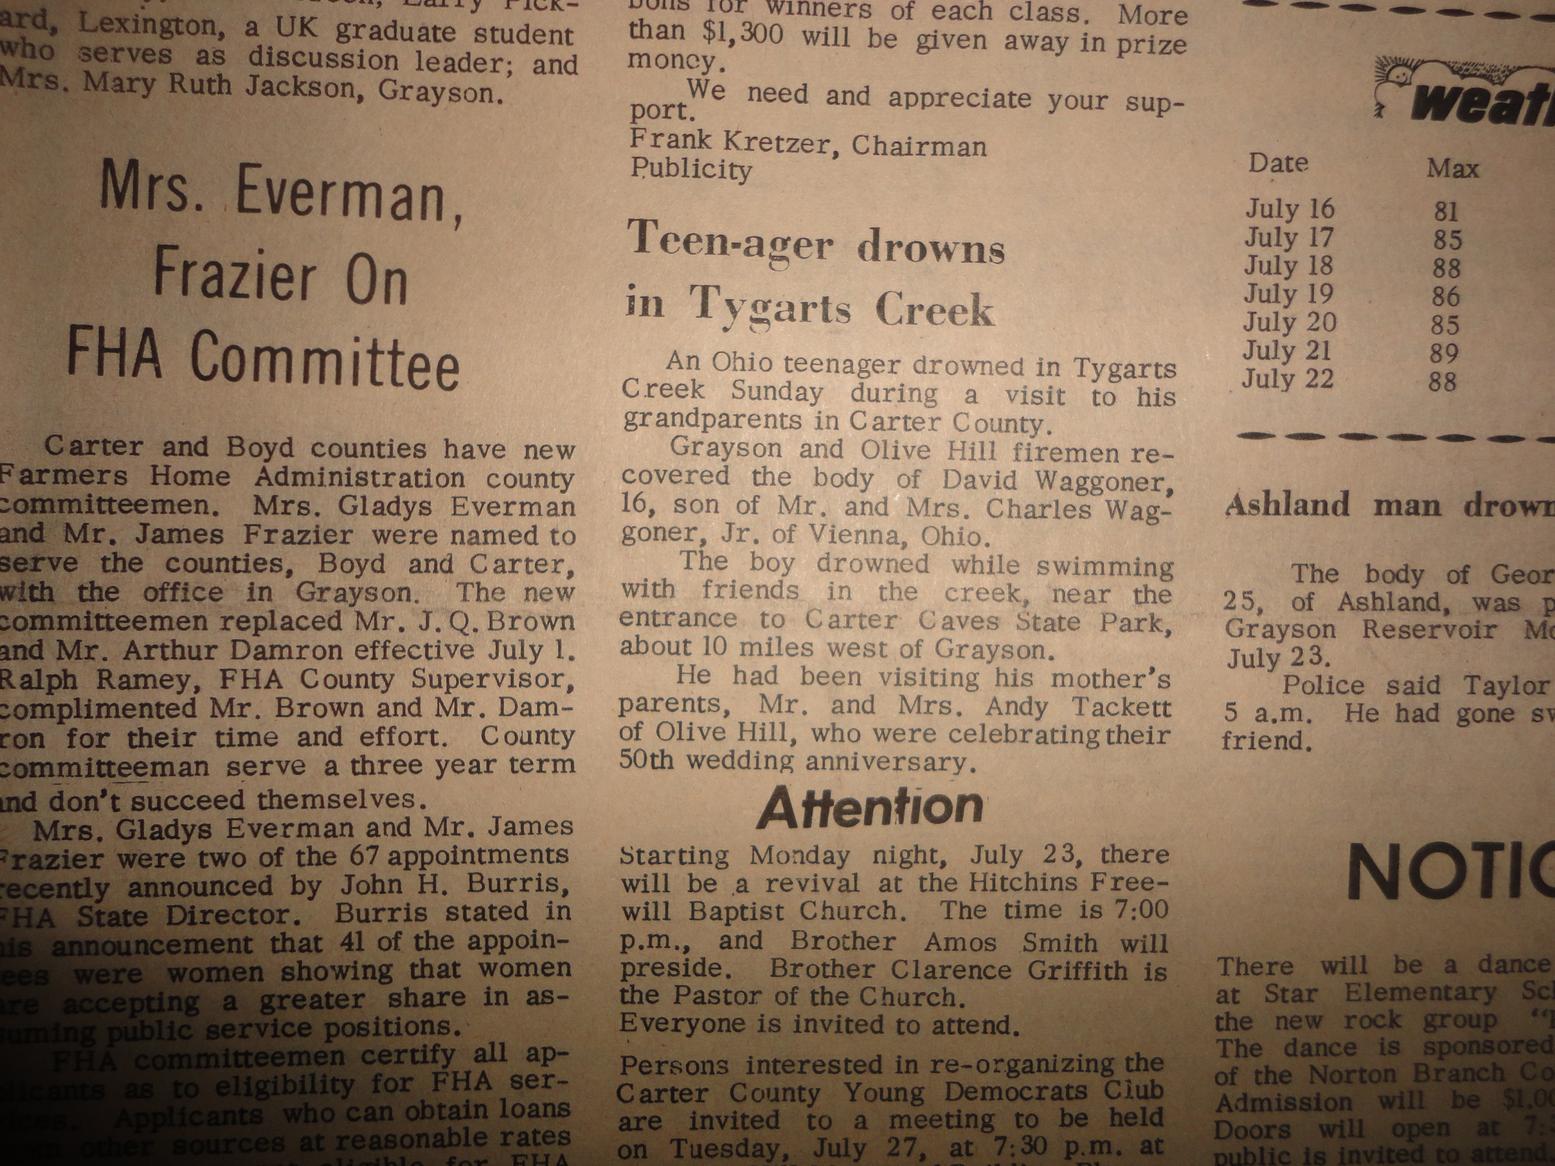 ard, Lexington, a UK graduate student
who serves as discussion leader; and
Mrs. Mary Ruth Jackson, Grayson.
Mrs. Everman,
Frazier On
FHA Committee
Carter and Boyd counties have new
Farmers Home Administration county
committeemen. Mrs. Gladys Everman
and Mr. James Frazier were named to
serve the counties, Boyd and Carter,
with the office in Grayson. The new
committeemen replaced Mr. J. Q. Brown
and Mr. Arthur Damron effective July 1.
Ralph Ramey, FHA County Supervisor,
complimented Mr. Brown and Mr. Dam-
ron for their time and effort. County
committeeman serve a three year term
and don't succeed themselves.
Mrs. Gladys Everman and Mr. James
Frazier were two of the 67 appointments
recently announced by John H. Burris,
FHA State Director. Burris stated in
his announcement that 41 of the appoin-
tees were women showing that women
are accepting a greater share in as-
suming public service positions.
FHA committeemen certify all ap-
plicants as to eligibility for FHA ser-
Applicants who can obtain loans
other sources at reasonable rates
for FHA
for winners of each class. More
than $1,300 will be given away in prize
money.
We need and appreciate your sup-
port.
Frank Kretzer, Chairman
Publicity
Teen-ager drowns
in Tygarts Creek
An Ohio teenager drowned in Tygarts
Creek Sunday during a visit to his
grandparents in Carter County.
Grayson and Olive Hill firemen re-
covered the body of David Waggoner,
16, son of Mr. and Mrs. Charles Wag-
goner, Jr. of Vienna, Ohio.
The boy drowned while swimming
with friends in the creek, near the
entrance to Carter Caves State Park,
about 10 miles west of Grayson.
He had been visiting his mother's
parents, Mr. and Mrs. Andy Tackett
of Olive Hill, who were celebrating their
50th wedding anniversary.
Attention
Starting Monday night, July 23, there
will be a revival at the Hitchins Free-
will Baptist Church. The time is 7:00
p.m., and Brother Amos Smith will
preside. Brother Clarence Griffith is
the Pastor of the Church.
Everyone is invited to attend.
Persons interested in re-organizing the
Carter County Young Democrats Club
are invited to a meeting to be held
on Tuesday, July 27, at 7:30 p.m. at
weath
Date Max
July 16 81
July 17 85
July 18 88
July 19 86
July 20 85
July 21 89
July 22 88
Ashland man drown
The body of Geor
25, of Ashland, was p
Grayson Reservoir Mo
July 23.
Police said Taylor
5 a.m. He had gone sw
friend.
NOTIC
There will be a dance
at Star Elementary Sch
the new rock group "
The dance is sponsored
of the Norton Branch Co
Admission will be $1.00
Doors will open at 7:
public is invited to attend.